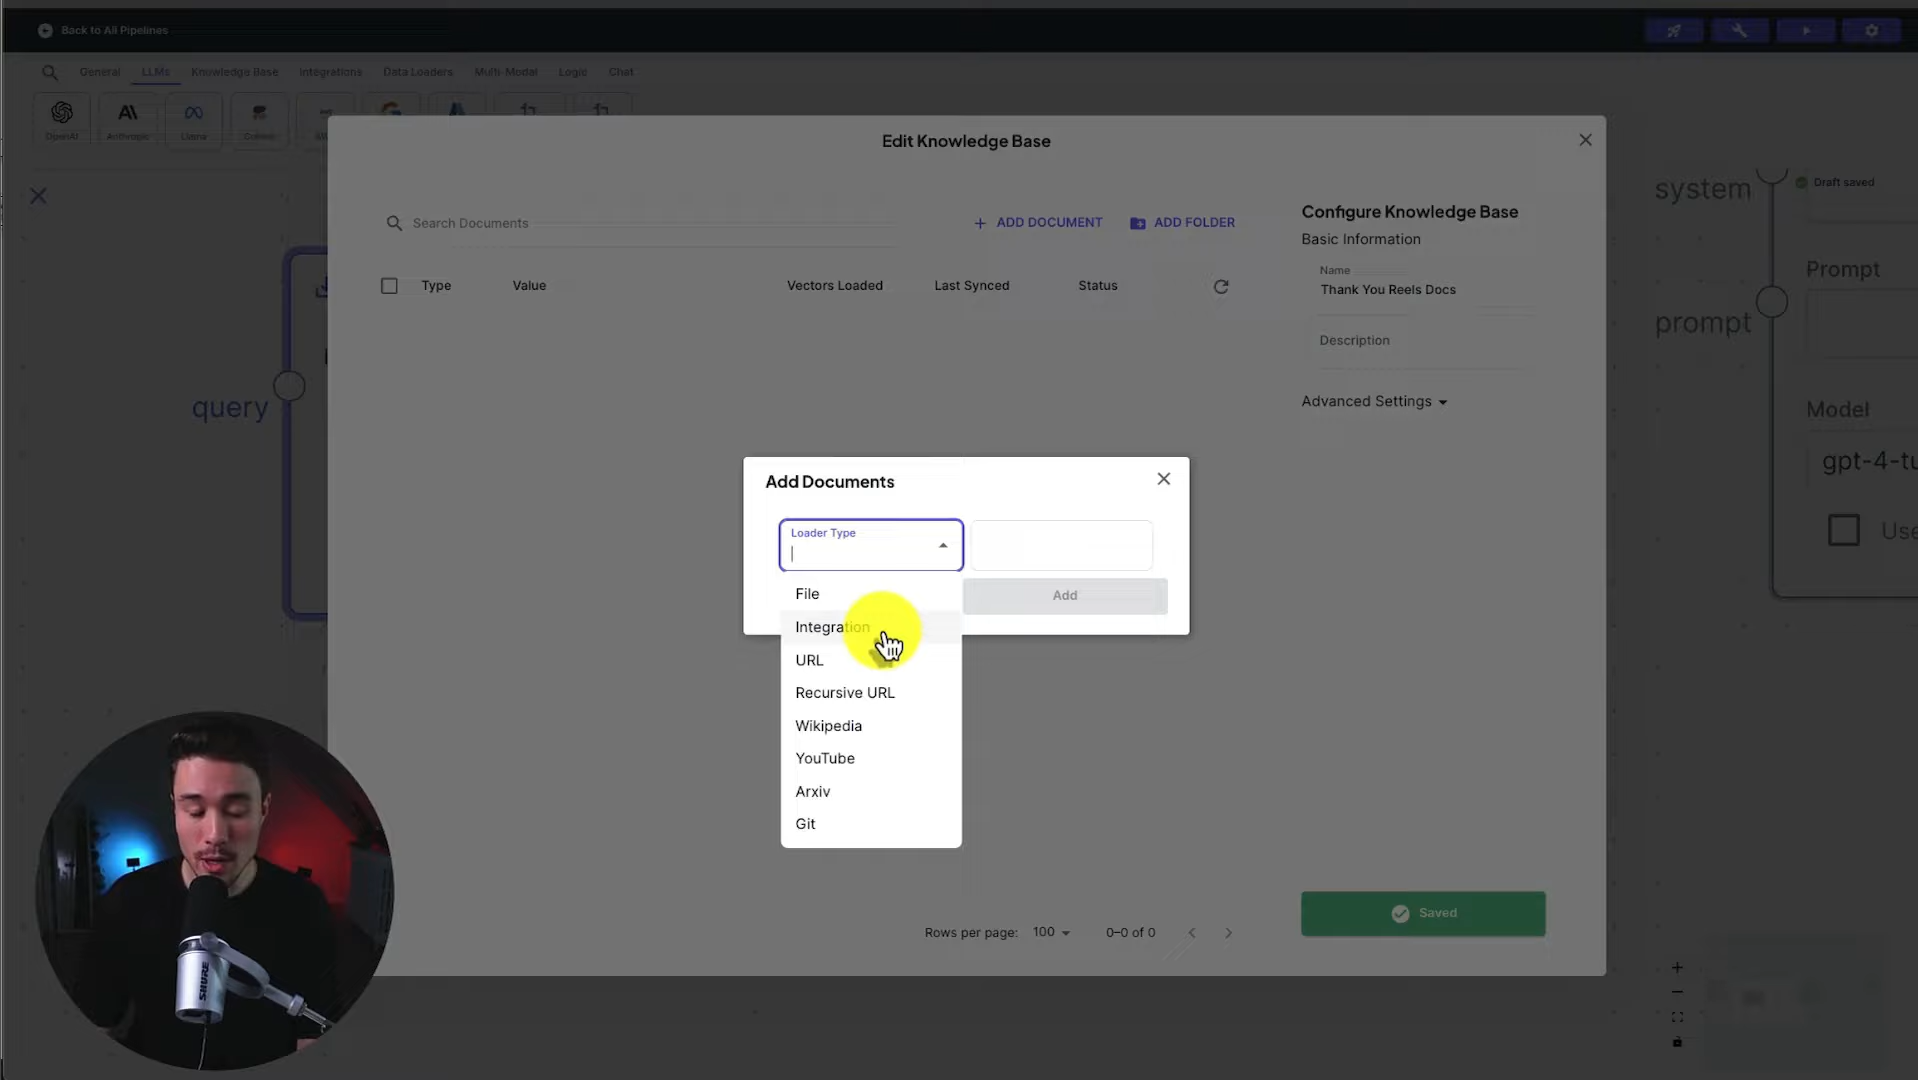 Back to All Pipelines
General LLMs Knowledge Base Integrations Data Loaders Multi-Modal Logic Chat
OpenAI Anthropic Llama
Edit Knowledge Base
Search Documents
ADD DOCUMENT ADD FOLDER
Type Value Vectors Loaded Last Synced Status
Configure Knowledge Base
Basic Information
Name
Thank You Reels Docs
Description
Advanced Settings
system
Draft saved
Prompt
prompt
Model
gpt-4-tu
Use
query
Add Documents
Loader Type
Add
File
Integration
URL
Recursive URL
Wikipedia
YouTube
Arxiv
Git
Rows per page: 100 0–0 of 0
Saved
SHURE